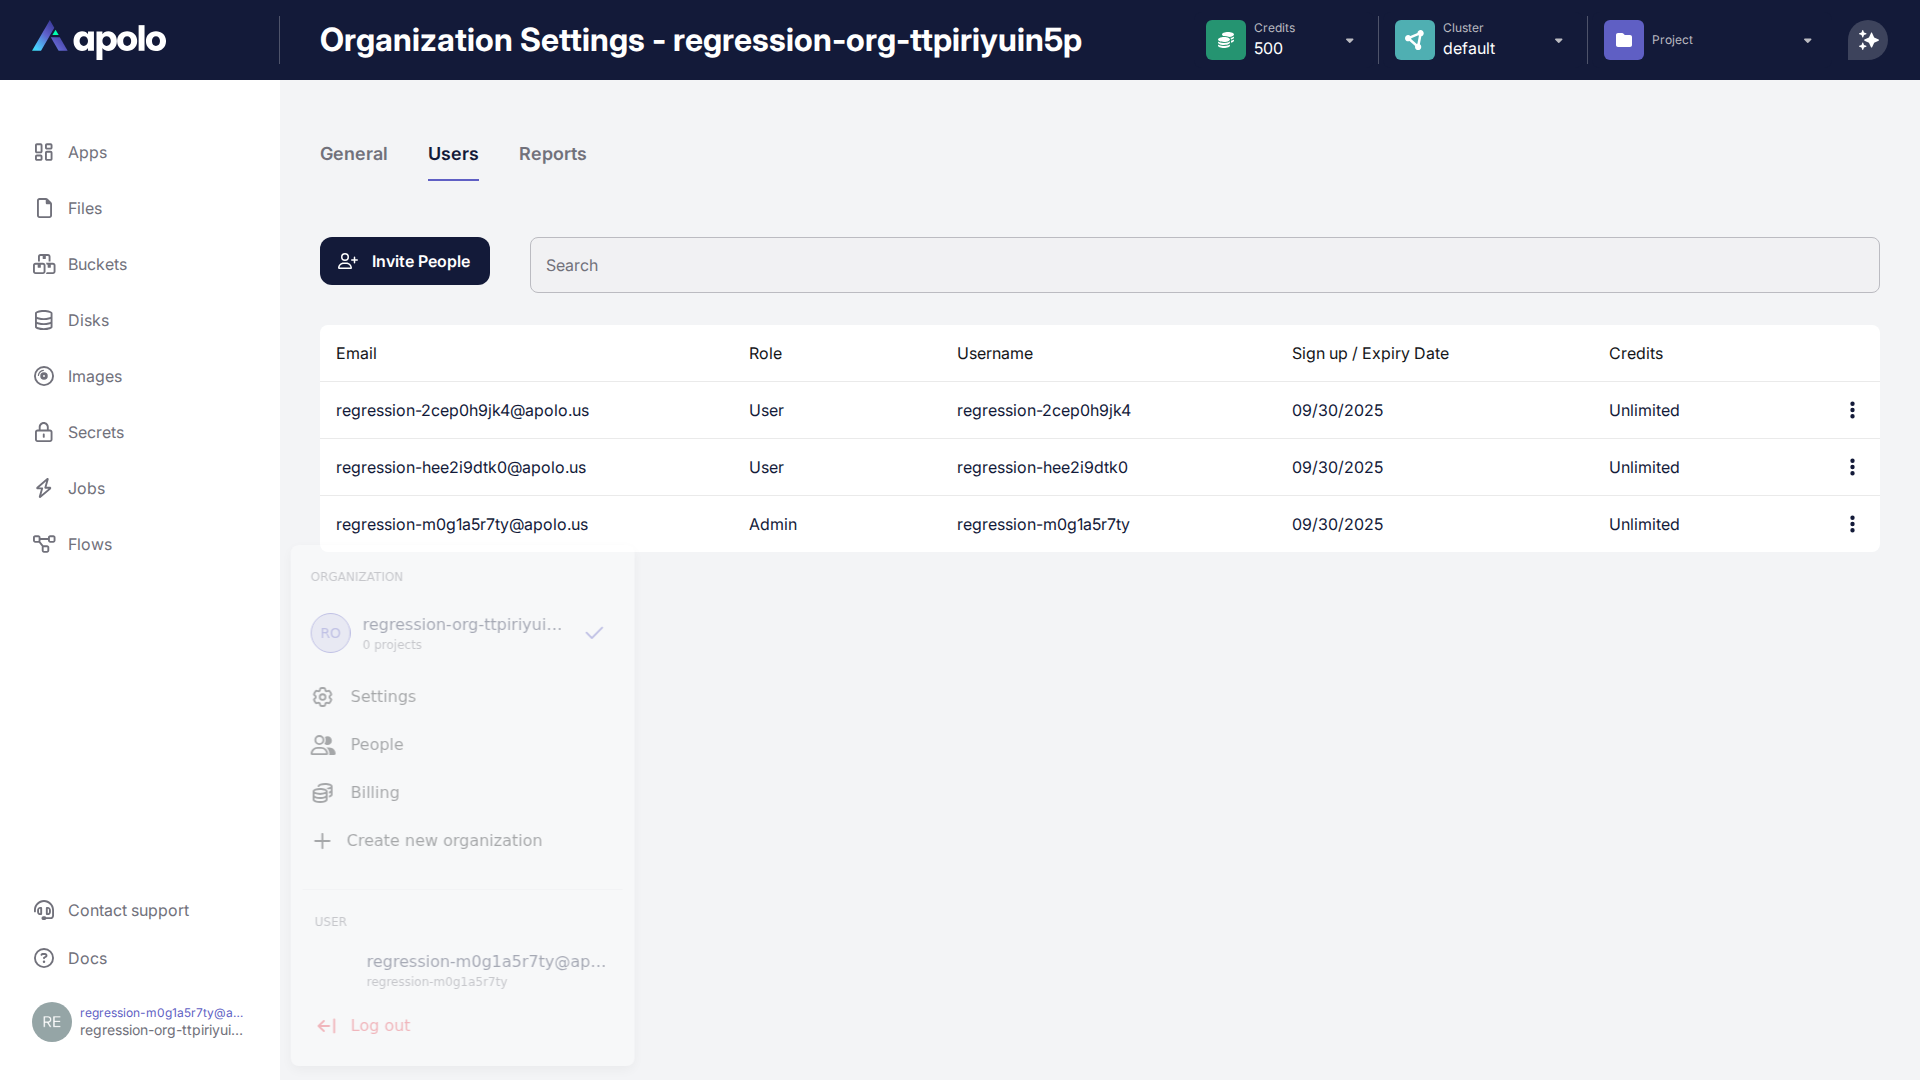 apolo
Organization Settings - regression-org-ttpiriyuin5p
Credits
500
Cluster
default
Project
Apps
Files
Buckets
Disks
Images
Secrets
Jobs
Flows
Contact support
Docs
RE
regression-m0g1a5r7ty@a...
regression-org-ttpiriyui...
General
Users
Reports
Invite People
Search
Email Role Username Sign up / Expiry Date Credits
regression-2cep0h9jk4@apolo.us User regression-2cep0h9jk4 09/30/2025 Unlimited
regression-hee2i9dtk0@apolo.us User regression-hee2i9dtk0 09/30/2025 Unlimited
regression-m0g1a5r7ty@apolo.us Admin regression-m0g1a5r7ty 09/30/2025 Unlimited
ORGANIZATION
RO
regression-org-ttpiriyui...
0 projects
Settings
People
Billing
Create new organization
USER
regression-m0g1a5r7ty@ap...
regression-m0g1a5r7ty
Log out